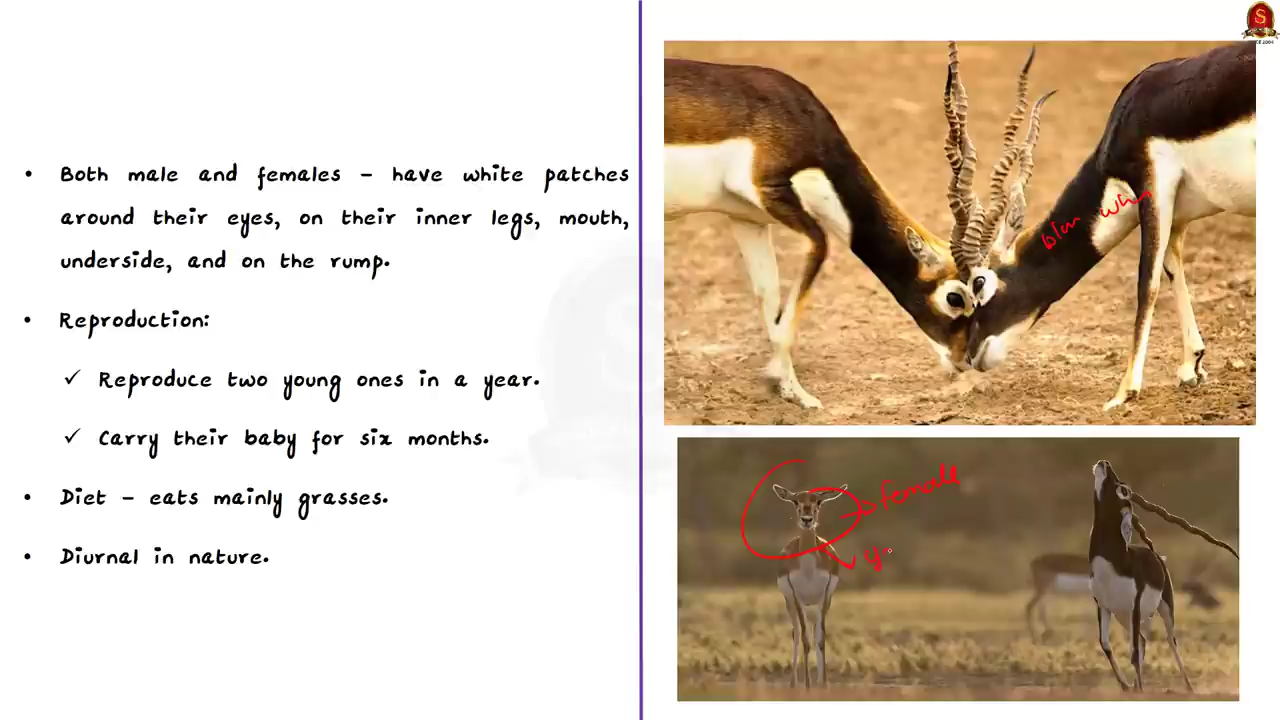 • Both male and females – have white patches
around their eyes, on their inner legs, mouth,
underside, and on the rump.
• Reproduction:
✓ Reproduce two young ones in a year.
✓ Carry their baby for six months.
• Diet – eats mainly grasses.
• Diurnal in nature.
S
female